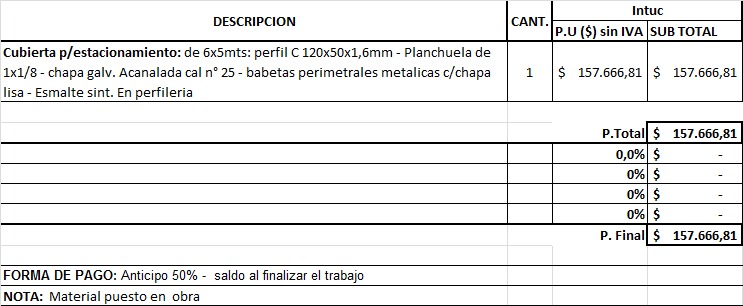 DESCRIPCION CANT. Intuc
P.U ($) sin IVA SUB TOTAL
Cubierta p/estacionamiento: de 6x5mts: perfil C 120x50x1,6mm - Planchuela de
1x1/8 - chapa galv. Acanalada cal n° 25 - babetas perimetrales metalicas c/chapa 1 $ 157.666,81 $ 157.666,81
lisa - Esmalte sint. En perfileria
P.Total $ 157.666,81
0,0% $ -
0% $ -
0% $ -
0% $ -
P. Final $ 157.666,81
FORMA DE PAGO: Anticipo 50% - saldo al finalizar el trabajo
NOTA: Material puesto en obra